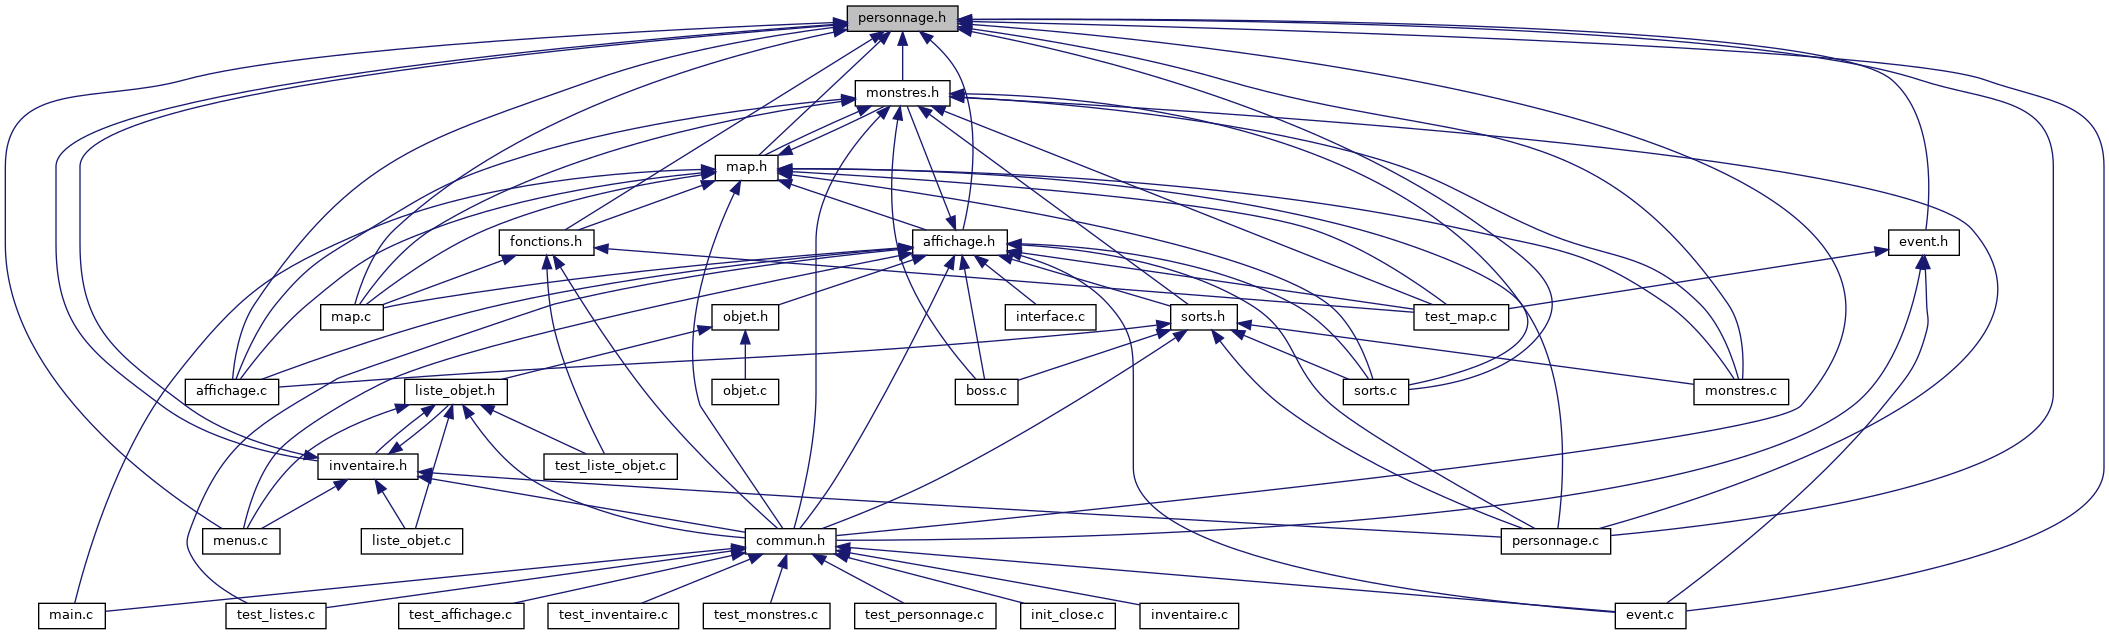 personnage.h
monstres.h
map.h
fonctions.h
affichage.h
event.h
map.c
objet.h
interface.c
sorts.h
test_map.c
affichage.c
liste_objet.h
objet.c
boss.c
sorts.c
monstres.c
inventaire.h
test_liste_objet.c
menus.c
liste_objet.c
commun.h
personnage.c
main.c
test_listes.c
test_affichage.c
test_inventaire.c
test_monstres.c
test_personnage.c
init_close.c
inventaire.c
event.c